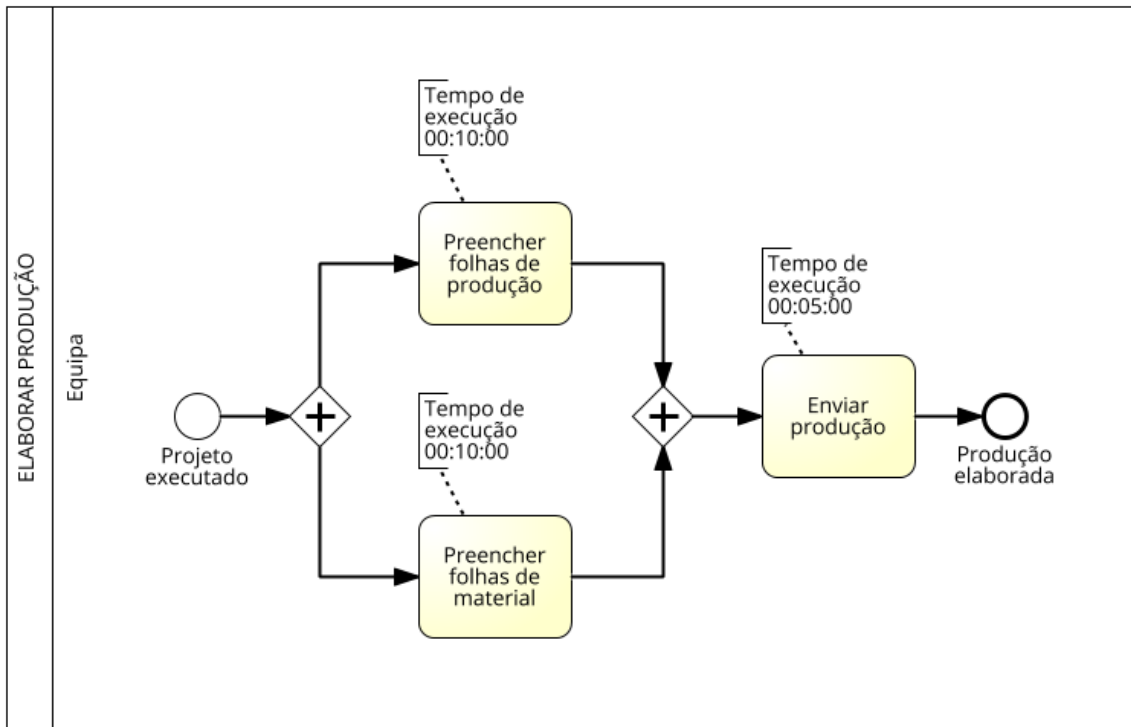 ELABORAR PRODUÇÃO
Equipa
Projeto
executado
Tempo de
execução
00:10:00
Preencher
folhas de
produção
Tempo de
execução
00:10:00
Preencher
folhas de
material
Tempo de
execução
00:05:00
Enviar
produção
Produção
elaborada